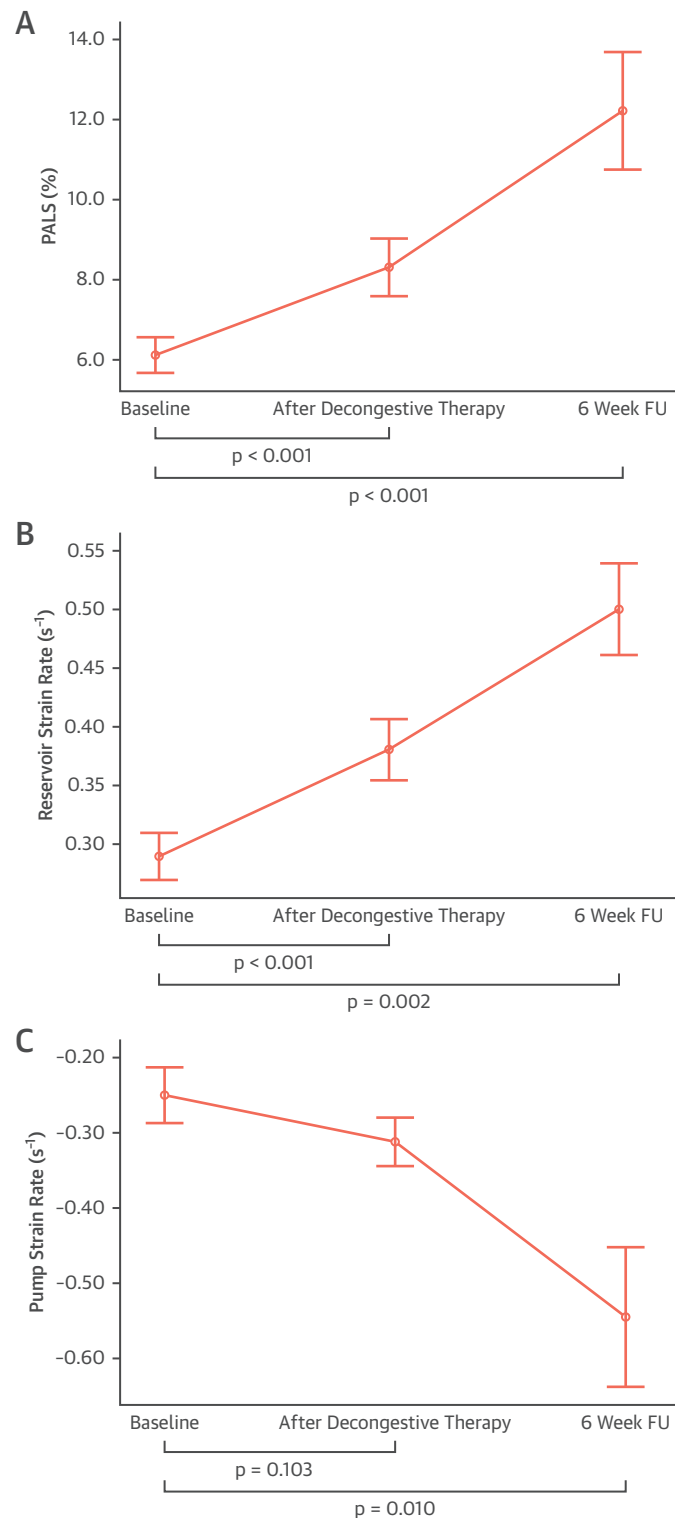 A
PALS (%)
14.0
12.0
10.0
8.0
6.0
Baseline After Decongestive Therapy 6 Week FU
p < 0.001
p < 0.001
B
Reservoir Strain Rate (s⁻¹)
0.55
0.50
0.45
0.40
0.35
0.30
Baseline After Decongestive Therapy 6 Week FU
p < 0.001
p = 0.002
C
Pump Strain Rate (s⁻¹)
-0.20
-0.30
-0.40
-0.50
-0.60
Baseline After Decongestive Therapy 6 Week FU
p = 0.103
p = 0.010